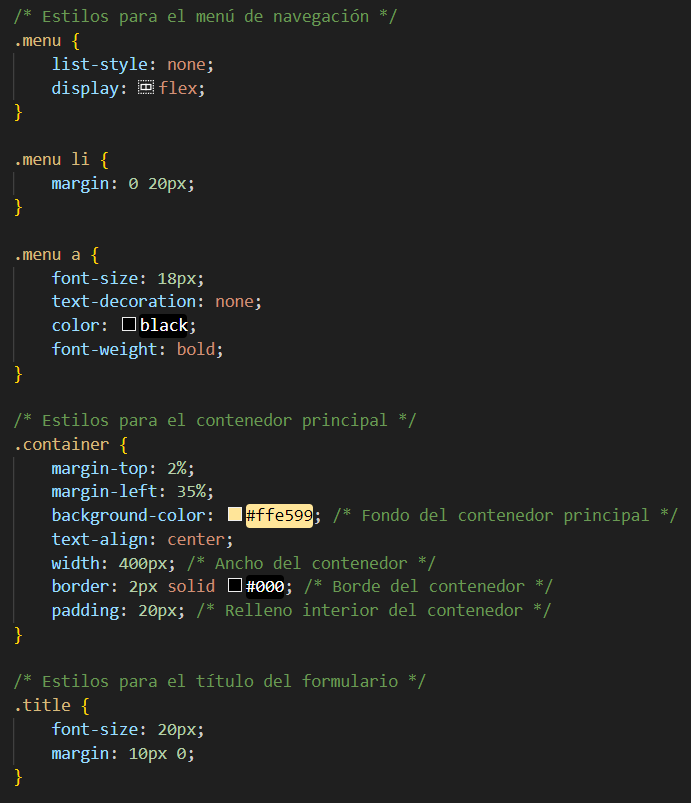 /* Estilos para el menú de navegación */
.menu {
    list-style: none;
    display: flex;
}

.menu li {
    margin: 0 20px;
}

.menu a {
    font-size: 18px;
    text-decoration: none;
    color: black;
    font-weight: bold;
}

/* Estilos para el contenedor principal */
.container {
    margin-top: 2%;
    margin-left: 35%;
    background-color: #ffe599; /* Fondo del contenedor principal */
    text-align: center;
    width: 400px; /* Ancho del contenedor */
    border: 2px solid #000; /* Borde del contenedor */
    padding: 20px; /* Relleno interior del contenedor */
}

/* Estilos para el título del formulario */
.title {
    font-size: 20px;
    margin: 10px 0;
}